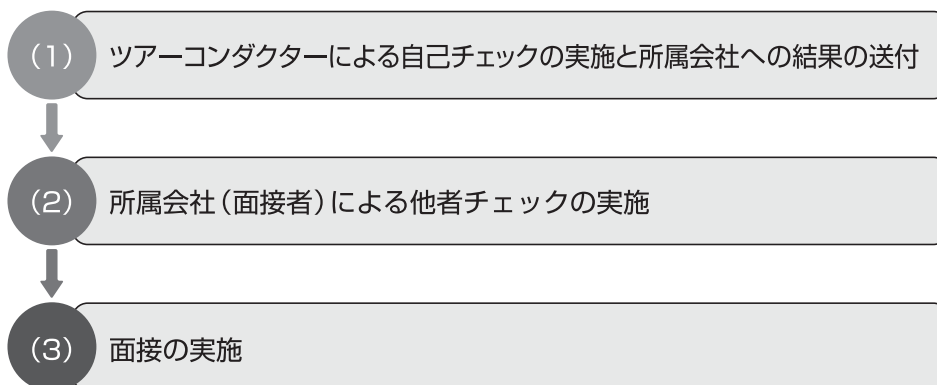 (1) ツアーコンダクターによる自己チェックの実施と所属会社への結果の送付
(2) 所属会社(面接者)による他者チェックの実施
(3) 面接の実施